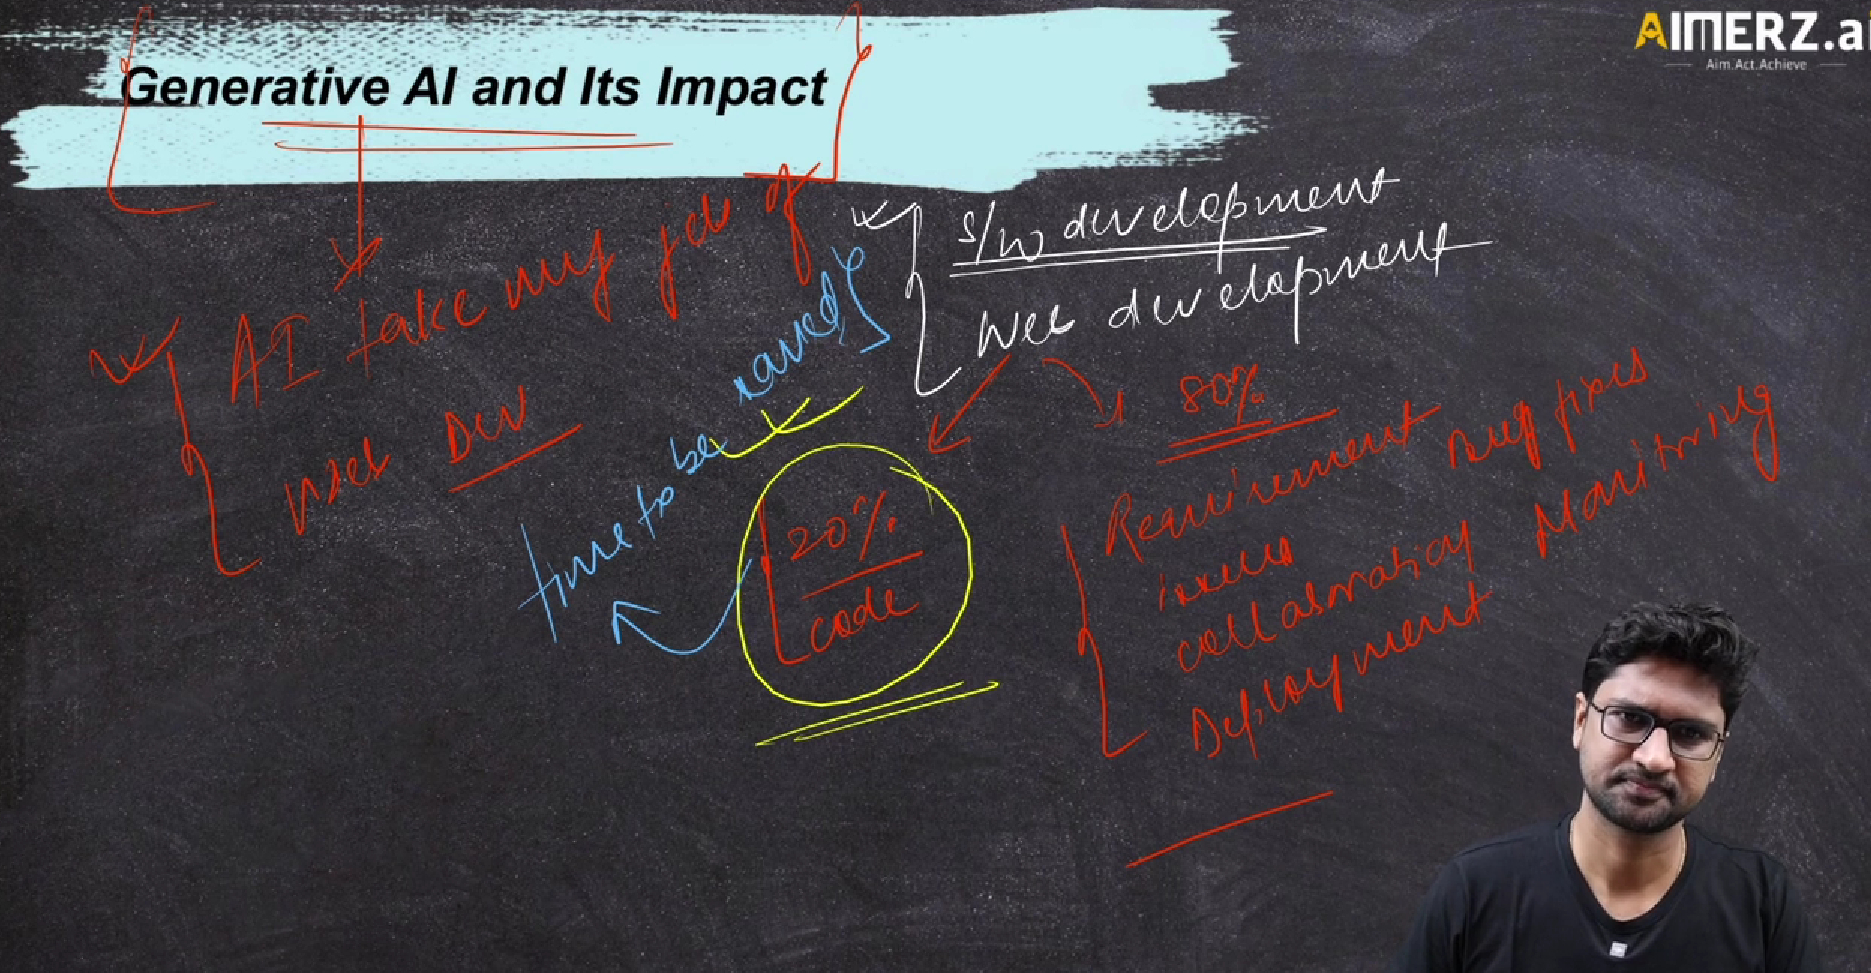 AIMERZ.ai
Aim.Act.Achieve
Generative AI and Its Impact
AI take my job of
web Dev
S/W development
Web development
time to be saved
20%
code
80%
Requirement Bug fixes
issues
collaboration Monitoring
Deployment